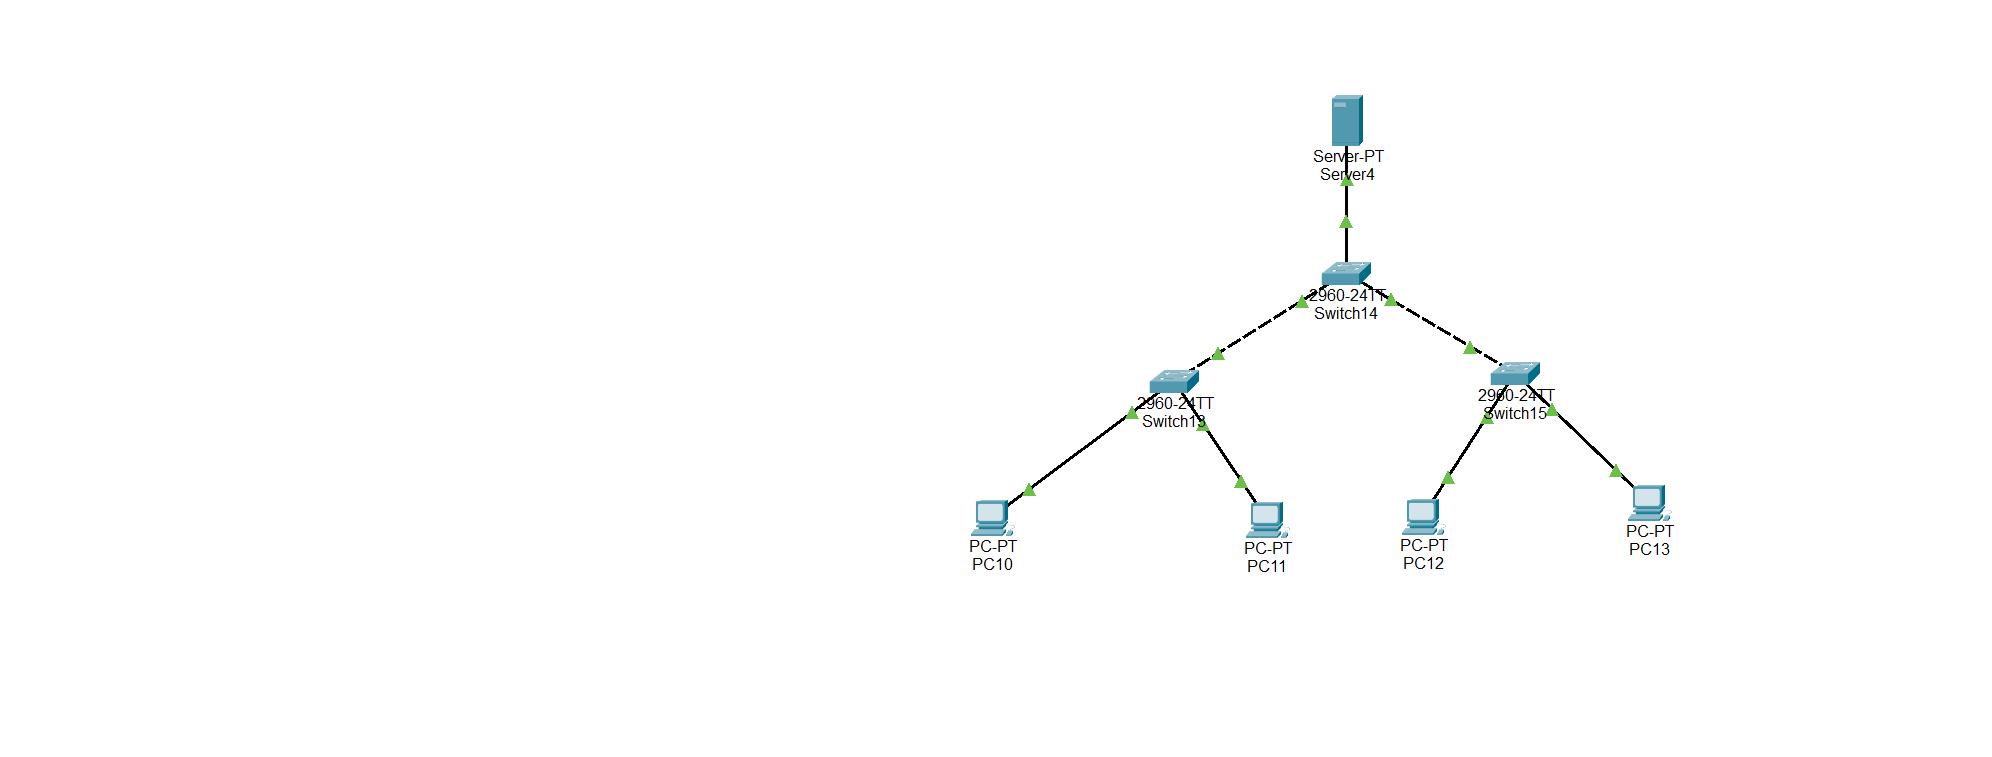 Server-PT
Server4
2960-24TT
Switch14
2960-24TT
Switch13
2960-24TT
Switch15
PC-PT
PC10
PC-PT
PC11
PC-PT
PC12
PC-PT
PC13